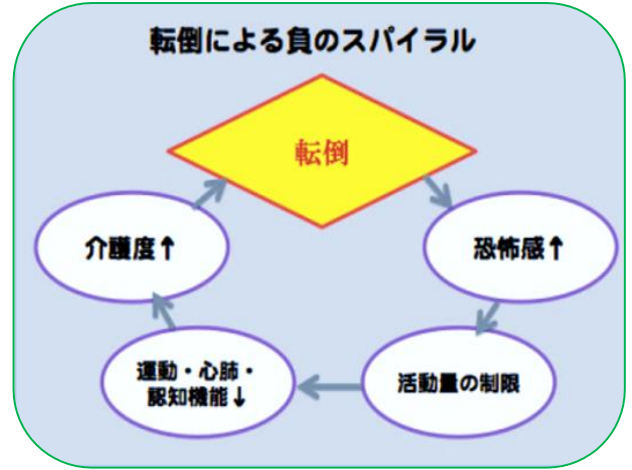 転倒による負のスパイラル
転倒
介護度↑
恐怖感↑
運動・心肺・
認知機能↓
活動量の制限